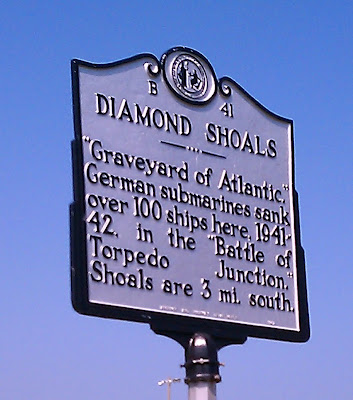 B 41
DIAMOND SHOALS
"Graveyard of Atlantic."
German submarines sank
over 100 ships here, 1941-
42, in the "Battle of
Torpedo Junction."
Shoals are 3 mi. south.